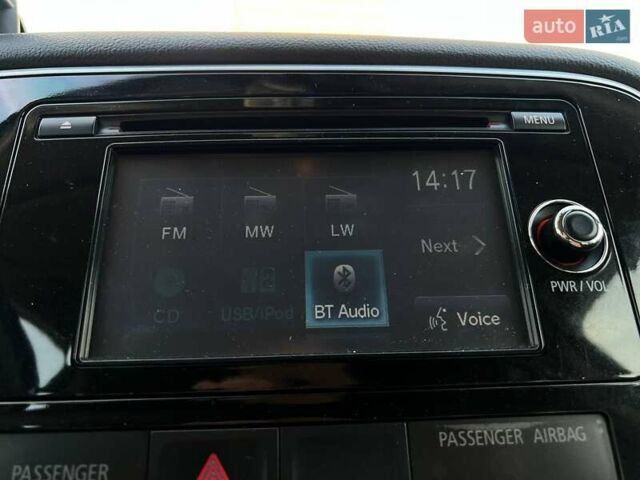 auto RIA
MENU
14:17
FM MW LW
Next
PWR / VOL
CD USB/iPod BT Audio
Voice
PASSENGER AIRBAG
PASSENGER